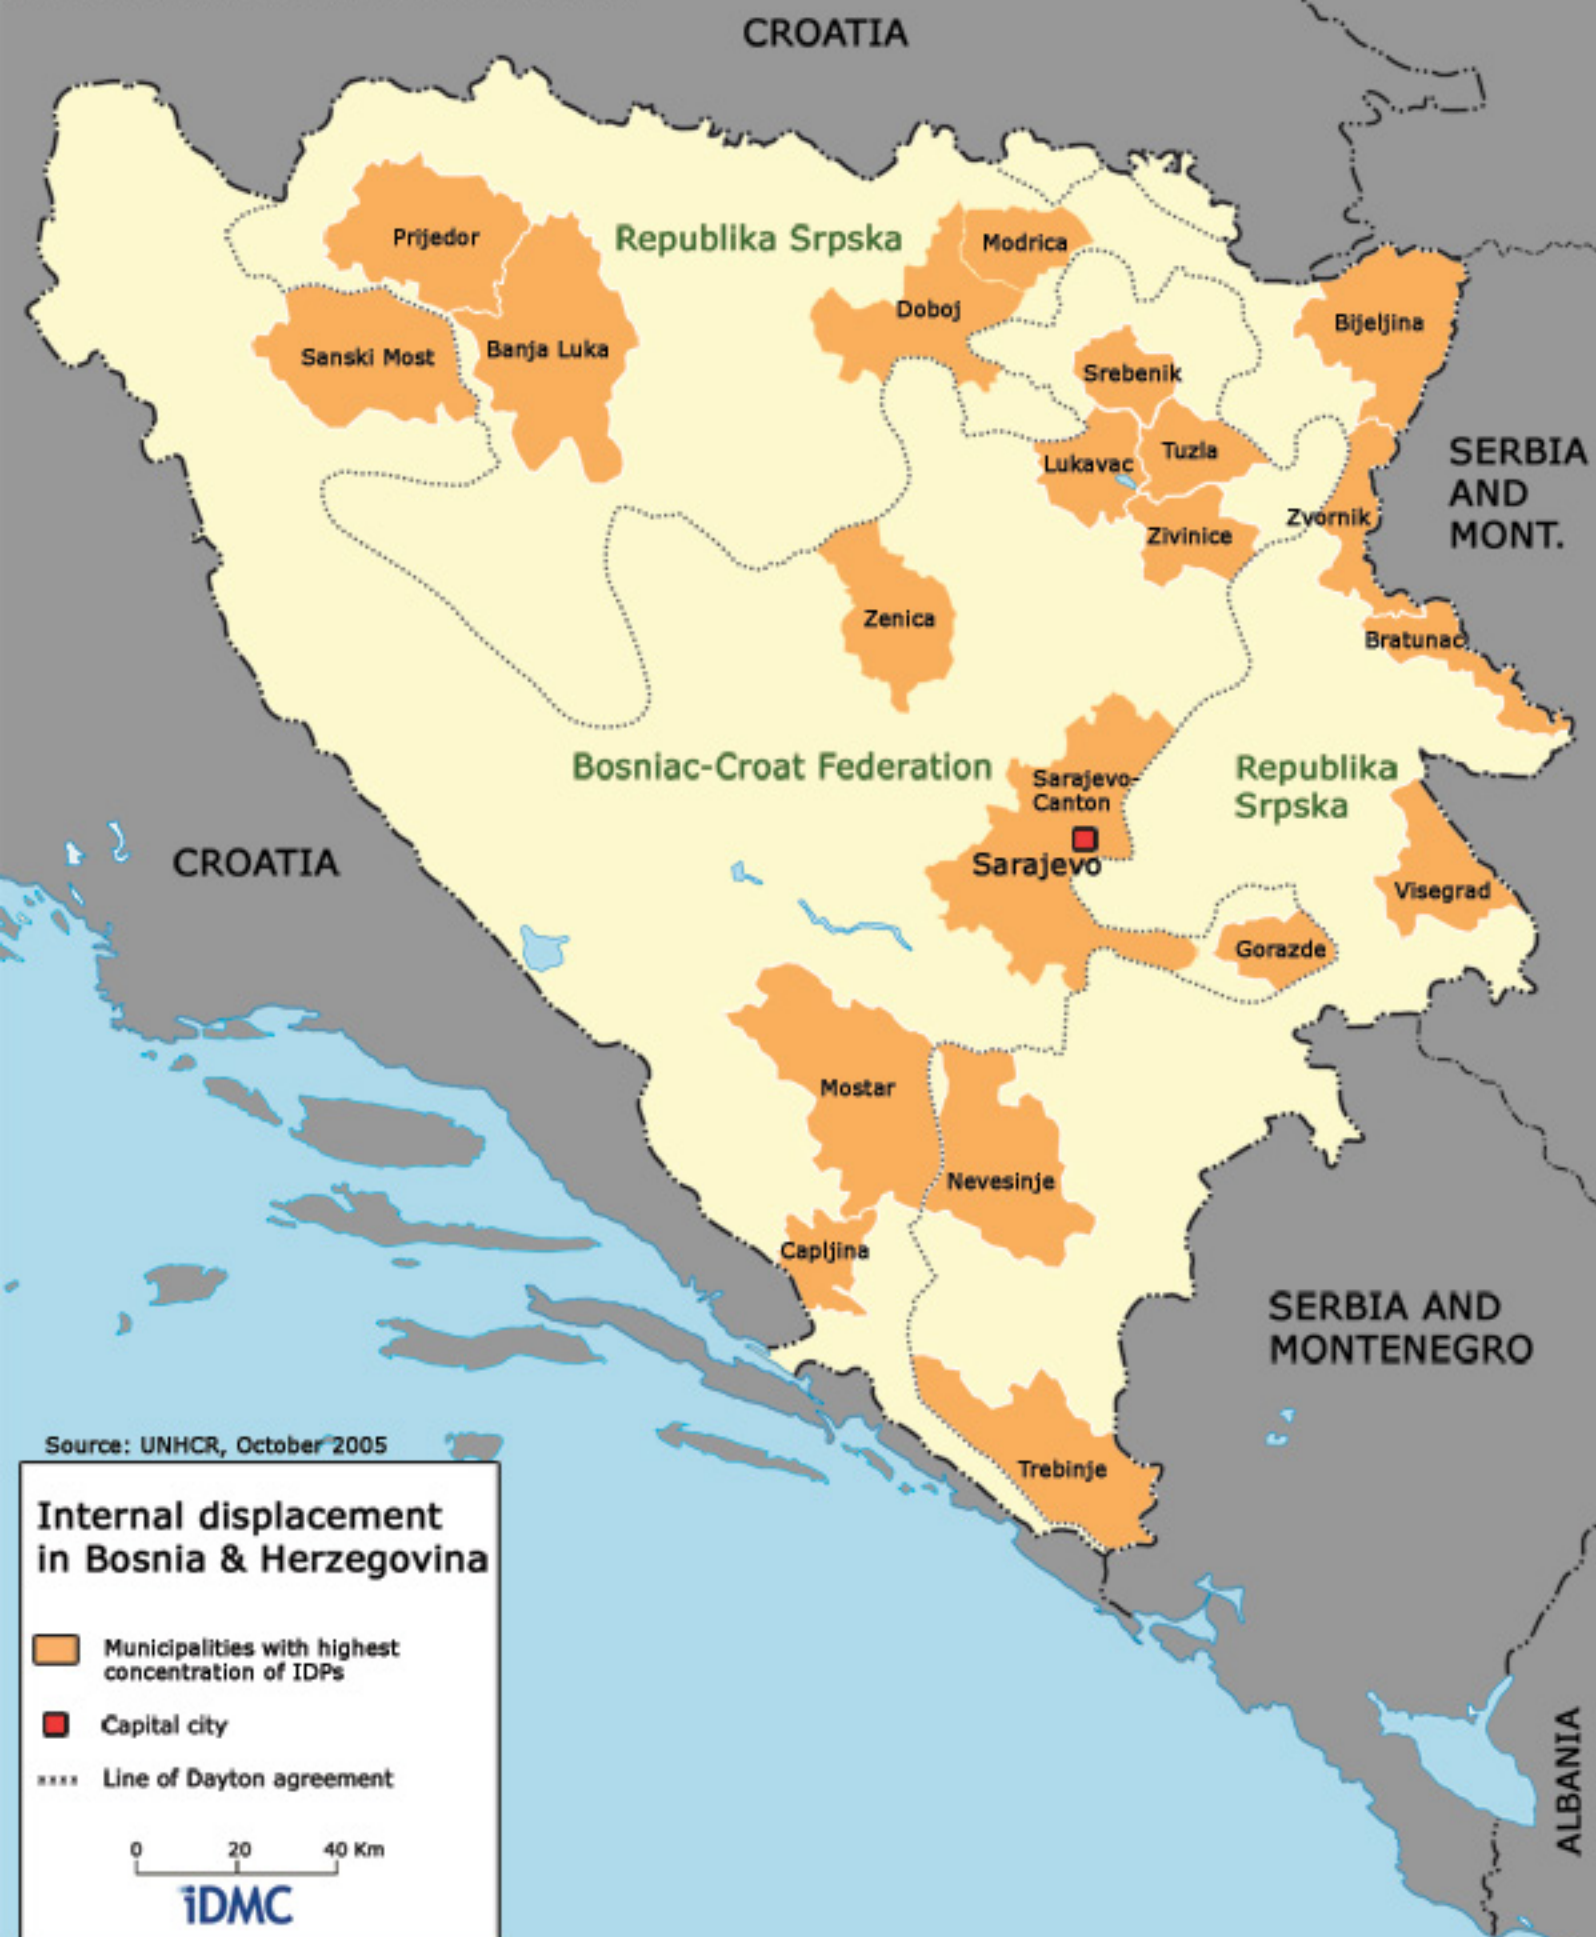 CROATIA
Prijedor
Republika Srpska
Modrica
Doboj
Bijeljina
Sanski Most
Banja Luka
Srebenik
SERBIA
AND
MONT.
Lukavac
Tuzla
Zvornik
Zivinice
Zenica
Bratunac
Bosniac-Croat Federation
Republika
Srpska
Sarajevo-
Canton
Sarajevo
CROATIA
Visegrad
Gorazde
Mostar
Nevesinje
Capljina
SERBIA AND
MONTENEGRO
Trebinje
Source: UNHCR, October 2005
Internal displacement
in Bosnia & Herzegovina
Municipalities with highest
concentration of IDPs
Capital city
Line of Dayton agreement
0 20 40 Km
iDMC
ALBANIA